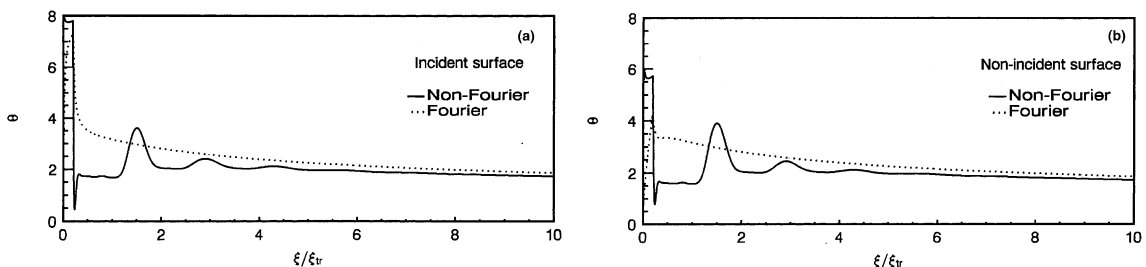 (a)
8
Incident surface
6
Non-Fourier
Fourier
θ
4
2
0
0 2 4 6 8 10
ξ/ξtr
(b)
8
Non-incident surface
6
Non-Fourier
Fourier
θ
4
2
0
0 2 4 6 8 10
ξ/ξtr